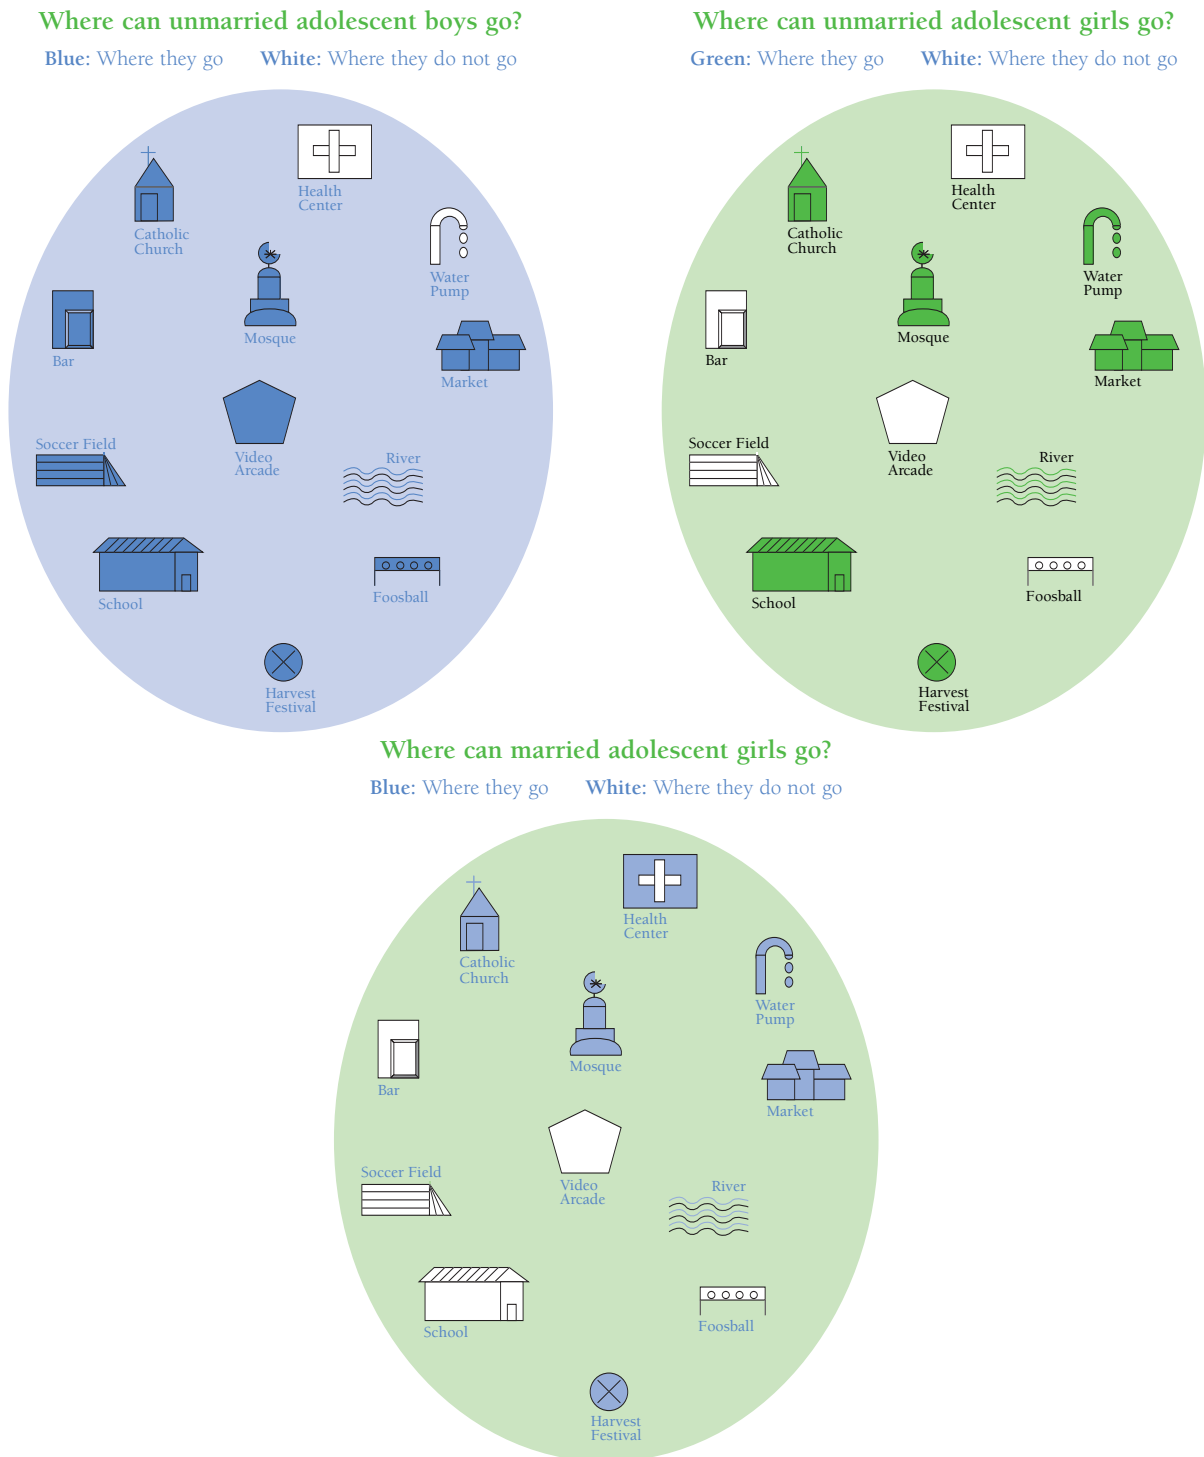 Where can unmarried adolescent boys go?
Blue: Where they go White: Where they do not go
Health
Center
Catholic
Church
Water
Pump
Mosque
Bar
Market
Soccer Field
Video
Arcade
River
School
Foosball
Harvest
Festival
Where can unmarried adolescent girls go?
Green: Where they go White: Where they do not go
Health
Center
Catholic
Church
Water
Pump
Mosque
Bar
Market
Soccer Field
Video
Arcade
River
School
Foosball
Harvest
Festival
Where can married adolescent girls go?
Blue: Where they go White: Where they do not go
Health
Center
Catholic
Church
Water
Pump
Mosque
Bar
Market
Soccer Field
Video
Arcade
River
School
Foosball
Harvest
Festival